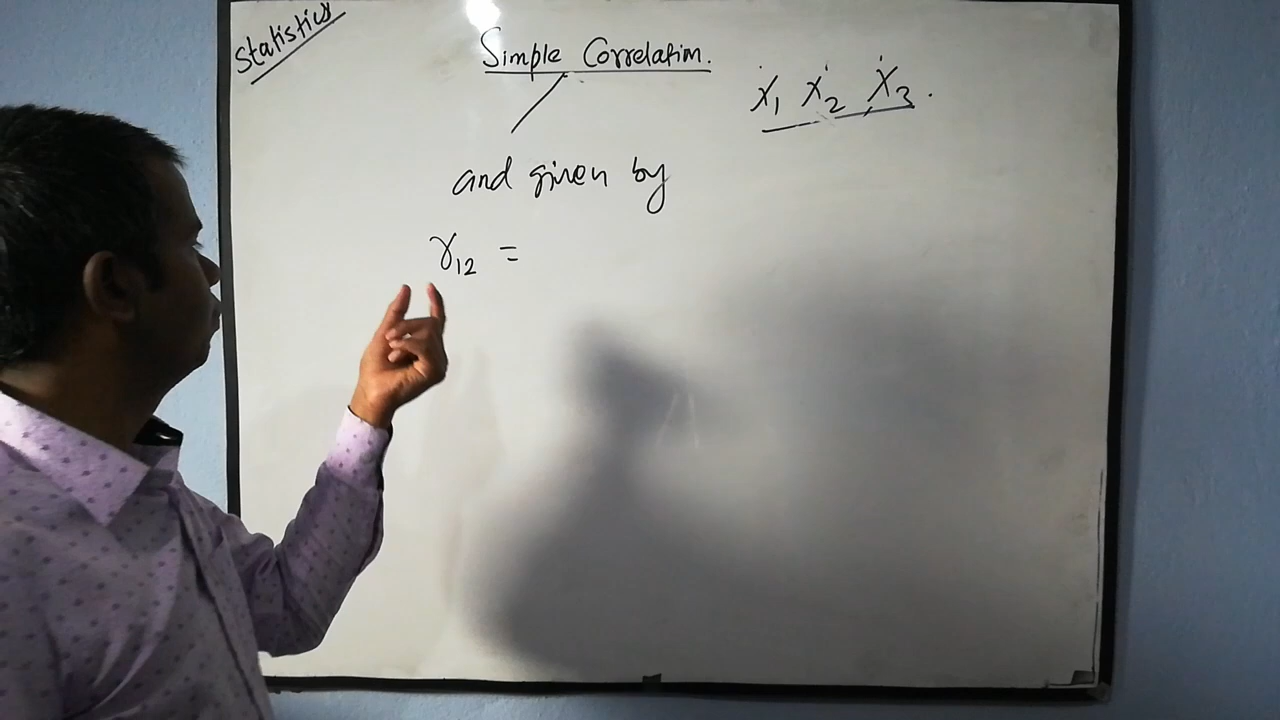 Statistics
Simple Correlation.
X1 X2 X3.
and given by
r12 =